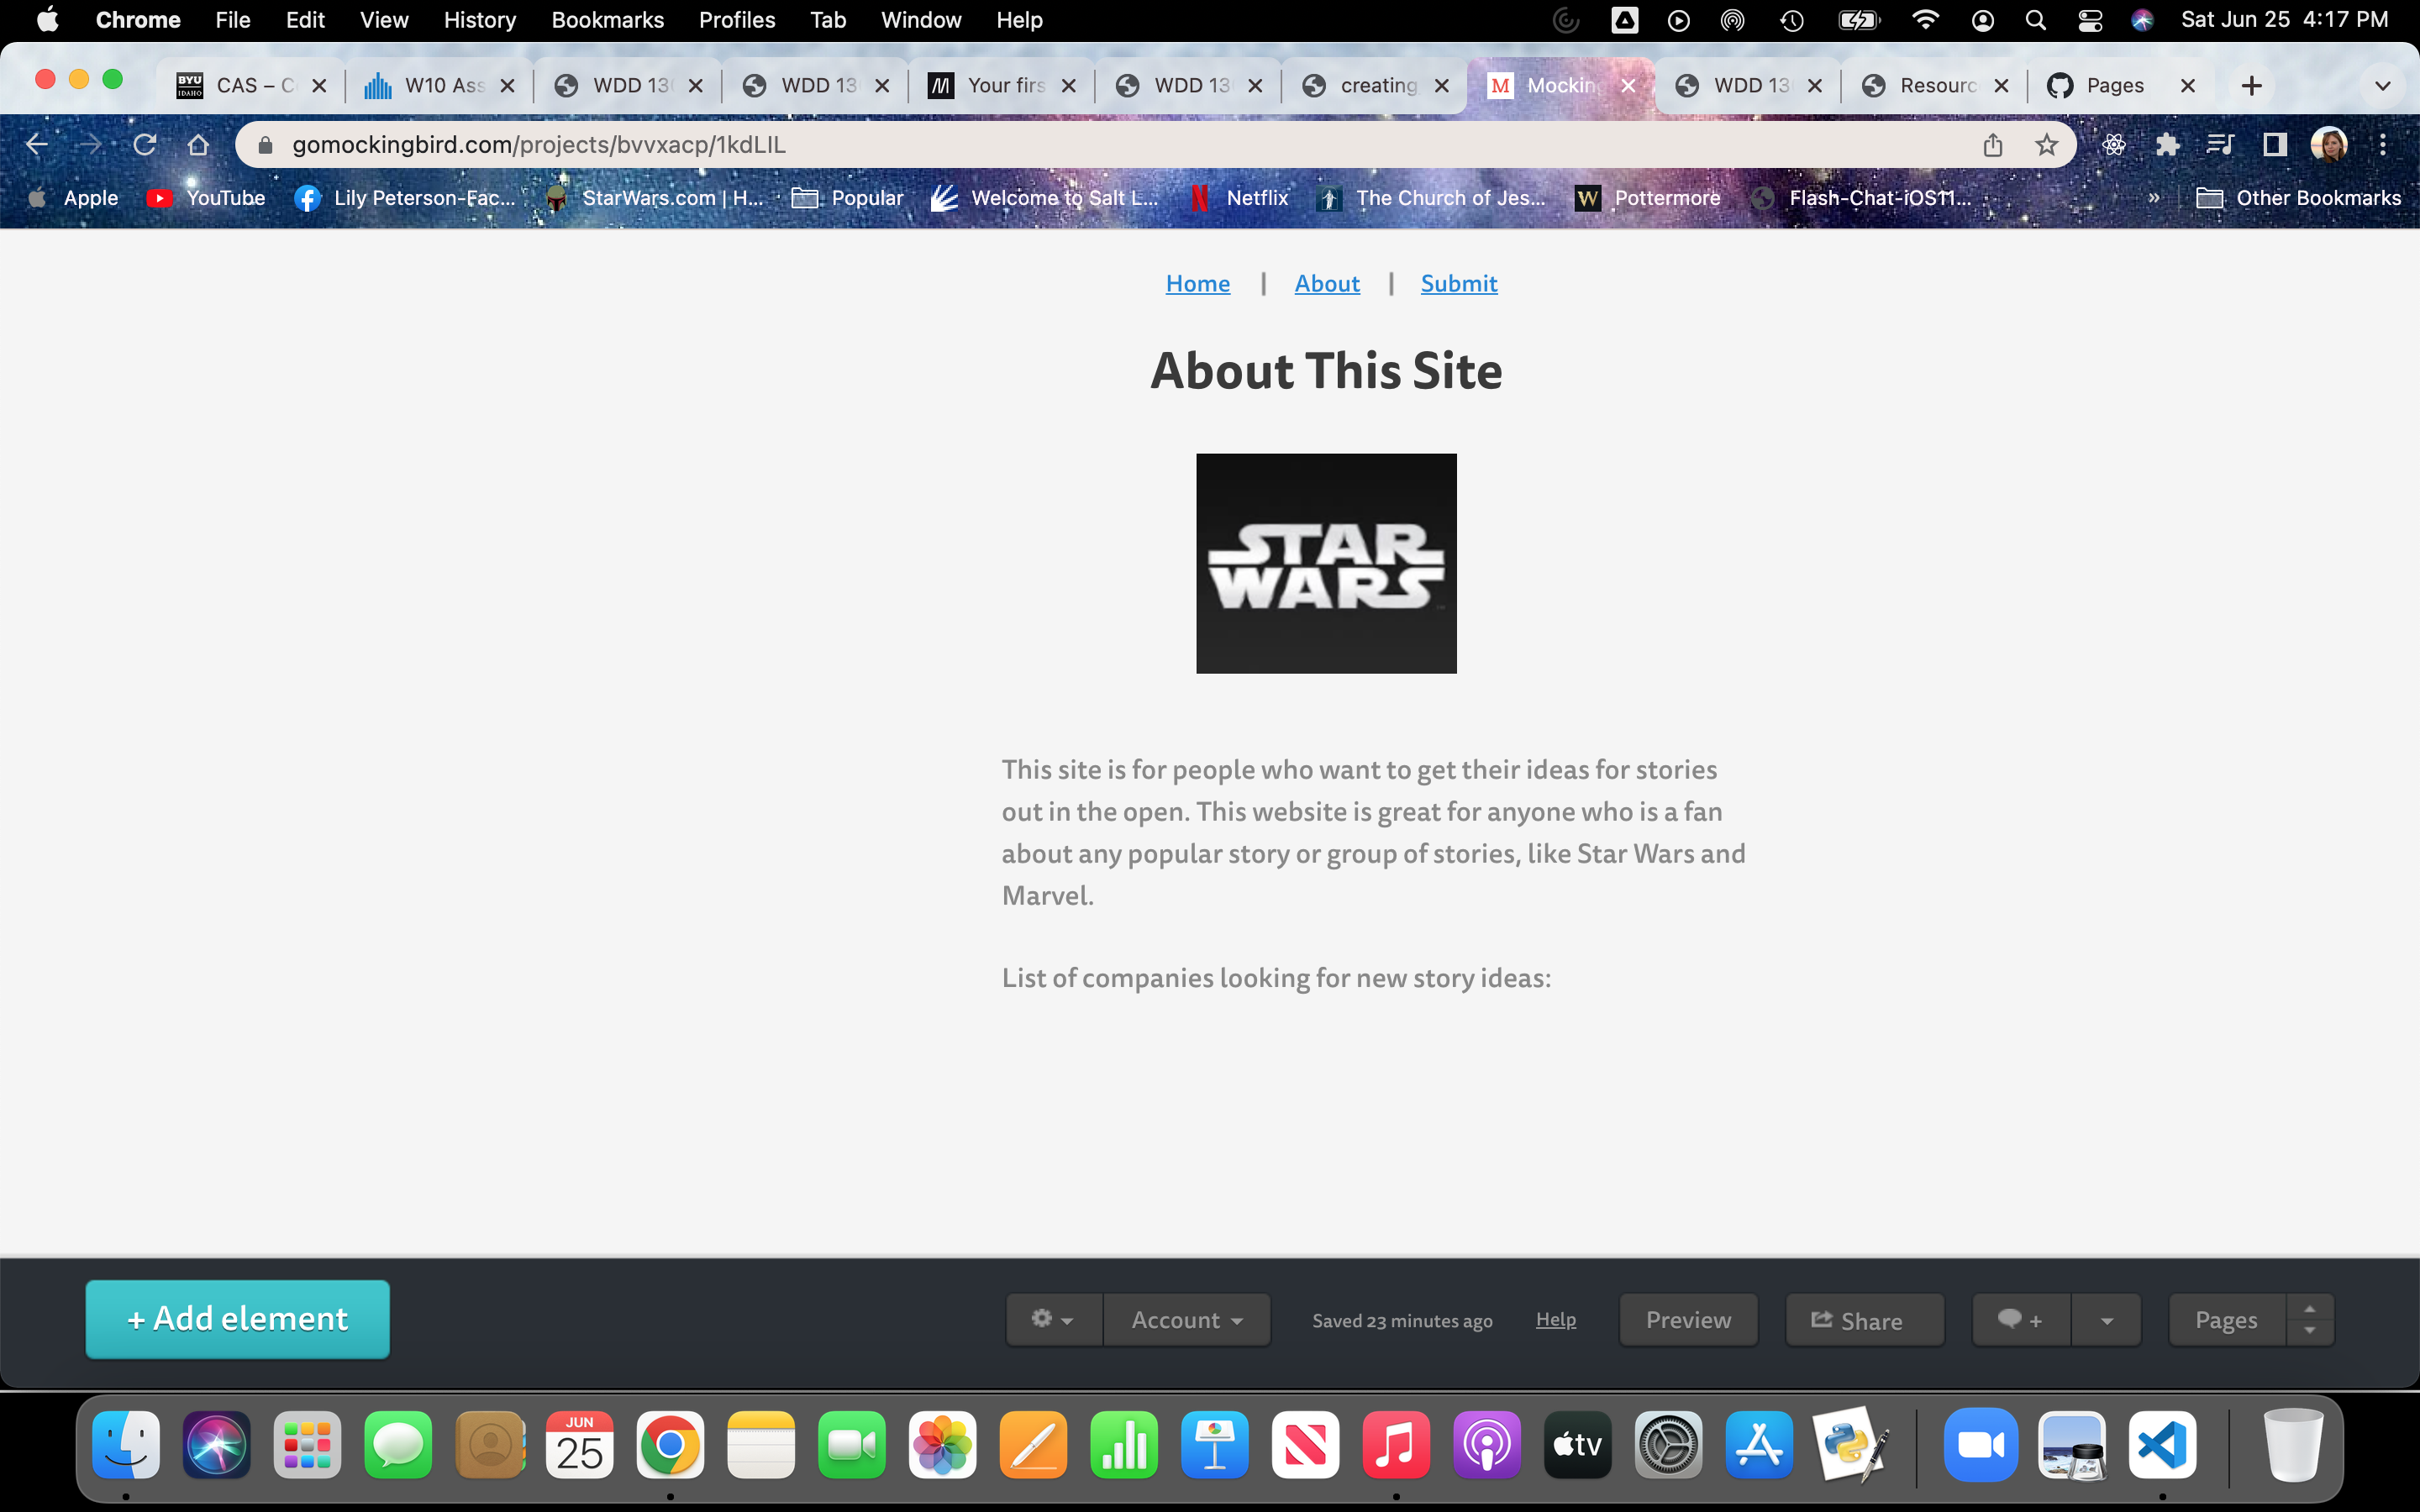 Chrome File Edit View History Bookmarks Profiles Tab Window Help Sat Jun 25 4:17 PM
BYU IDAHO CAS – C W10 Ass WDD 13 WDD 13 Your firs WDD 13 creating M Mocking WDD 13 Resourc Pages
gomockingbird.com/projects/bvvxacp/1kdLIL
Apple YouTube Lily Peterson-Fac... StarWars.com | H... Popular Welcome to Salt L... Netflix The Church of Jes... W Pottermore Flash-Chat-iOS11... » Other Bookmarks
Home | About | Submit
About This Site
STAR
WARS
This site is for people who want to get their ideas for stories
out in the open. This website is great for anyone who is a fan
about any popular story or group of stories, like Star Wars and
Marvel.
List of companies looking for new story ideas:
+ Add element Account Saved 23 minutes ago Help Preview Share + Pages
JUN
25
tv